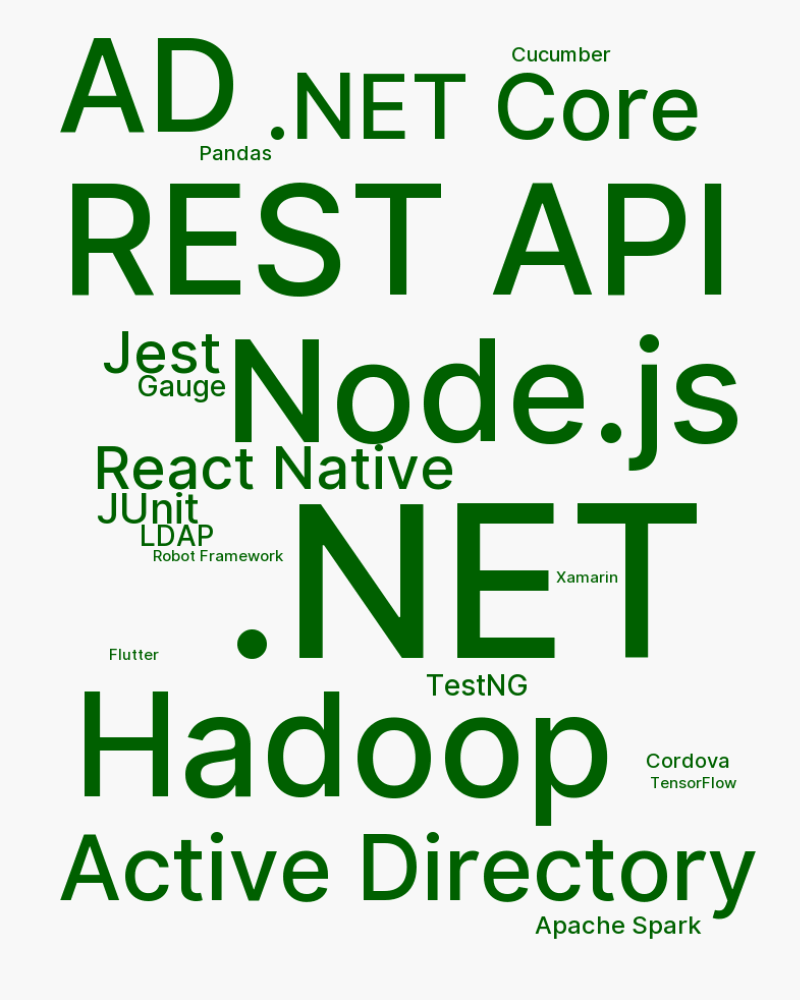 Cucumber
AD
.NET Core
Pandas
REST API
Jest
Gauge
Node.js
React Native
JUnit
LDAP
Robot Framework
.NET
Xamarin
Flutter
TestNG
Hadoop
Cordova
TensorFlow
Active Directory
Apache Spark